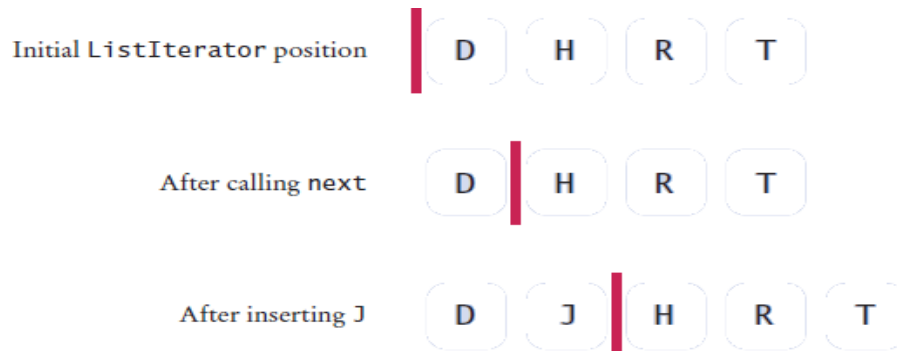 Initial ListIterator position D H R T
After calling next D H R T
After inserting J D J H R T